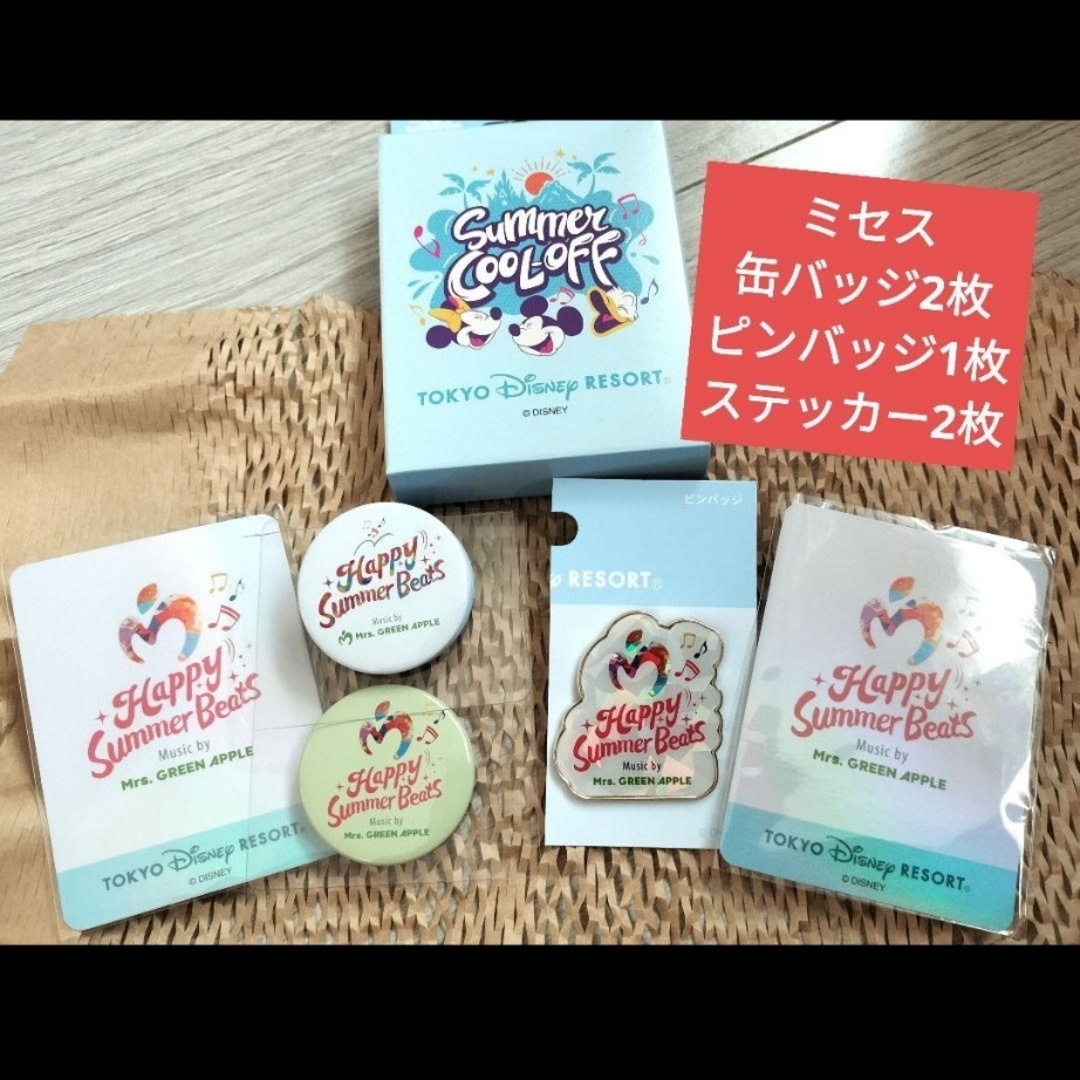 Summer
COOL-OFF
TOKYO Disney RESORT®
© DISNEY
ミセス
缶バッジ2枚
ピンバッジ1枚
ステッカー2枚
Happy
Summer Beats
Music by
Mrs. GREEN APPLE
TOKYO Disney RESORT®
© DISNEY
Happy
Summer Beats
Music by
Mrs. GREEN APPLE
Happy
Summer Beats
Music by
Mrs. GREEN APPLE
ピンバッジ
RESORT®
Happy
Summer Beats
Music by
Mrs. GREEN APPLE
Happy
Summer Beats
Music by
Mrs. GREEN APPLE
TOKYO Disney RESORT®
© DISNEY